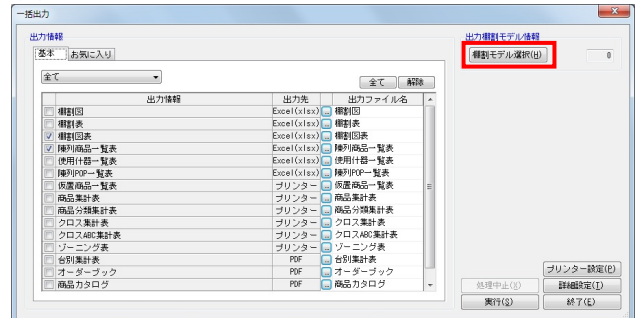 一括出力
出力情報
出力棚割モデル情報
基本 お気に入り
棚割モデル選択(H) 0
全て
全て 解除
出力情報 出力先 出力ファイル名
棚割図 Excel(xlsx) ... 棚割図
棚割表 Excel(xlsx) ... 棚割表
棚割図表 Excel(xlsx) ... 棚割図表
陳列商品一覧表 Excel(xlsx) ... 陳列商品一覧表
使用什器一覧表 Excel(xlsx) ... 使用什器一覧表
陳列POP一覧表 Excel(xlsx) ... 陳列POP一覧表
仮置商品一覧表 プリンター ... 仮置商品一覧表
商品集計表 プリンター ... 商品集計表
商品分類集計表 プリンター ... 商品分類集計表
クロス集計表 プリンター ... クロス集計表
クロスABC集計表 プリンター ... クロスABC集計表
ゾーニング表 プリンター ... ゾーニング表
台別集計表 PDF ... 台別集計表
オーダーブック PDF ... オーダーブック
商品カタログ PDF ... 商品カタログ
プリンター設定(P)
処理中止(X) 詳細設定(I)
実行(S) 終了(E)